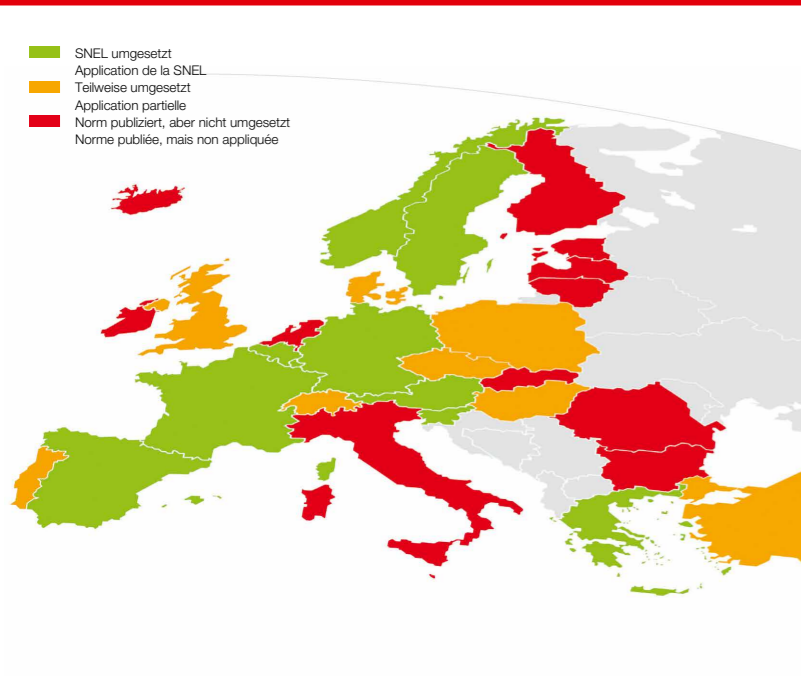 SNEL umgesetzt
Application de la SNEL
Teilweise umgesetzt
Application partielle
Norm publiziert, aber nicht umgesetzt
Norme publiée, mais non appliquée